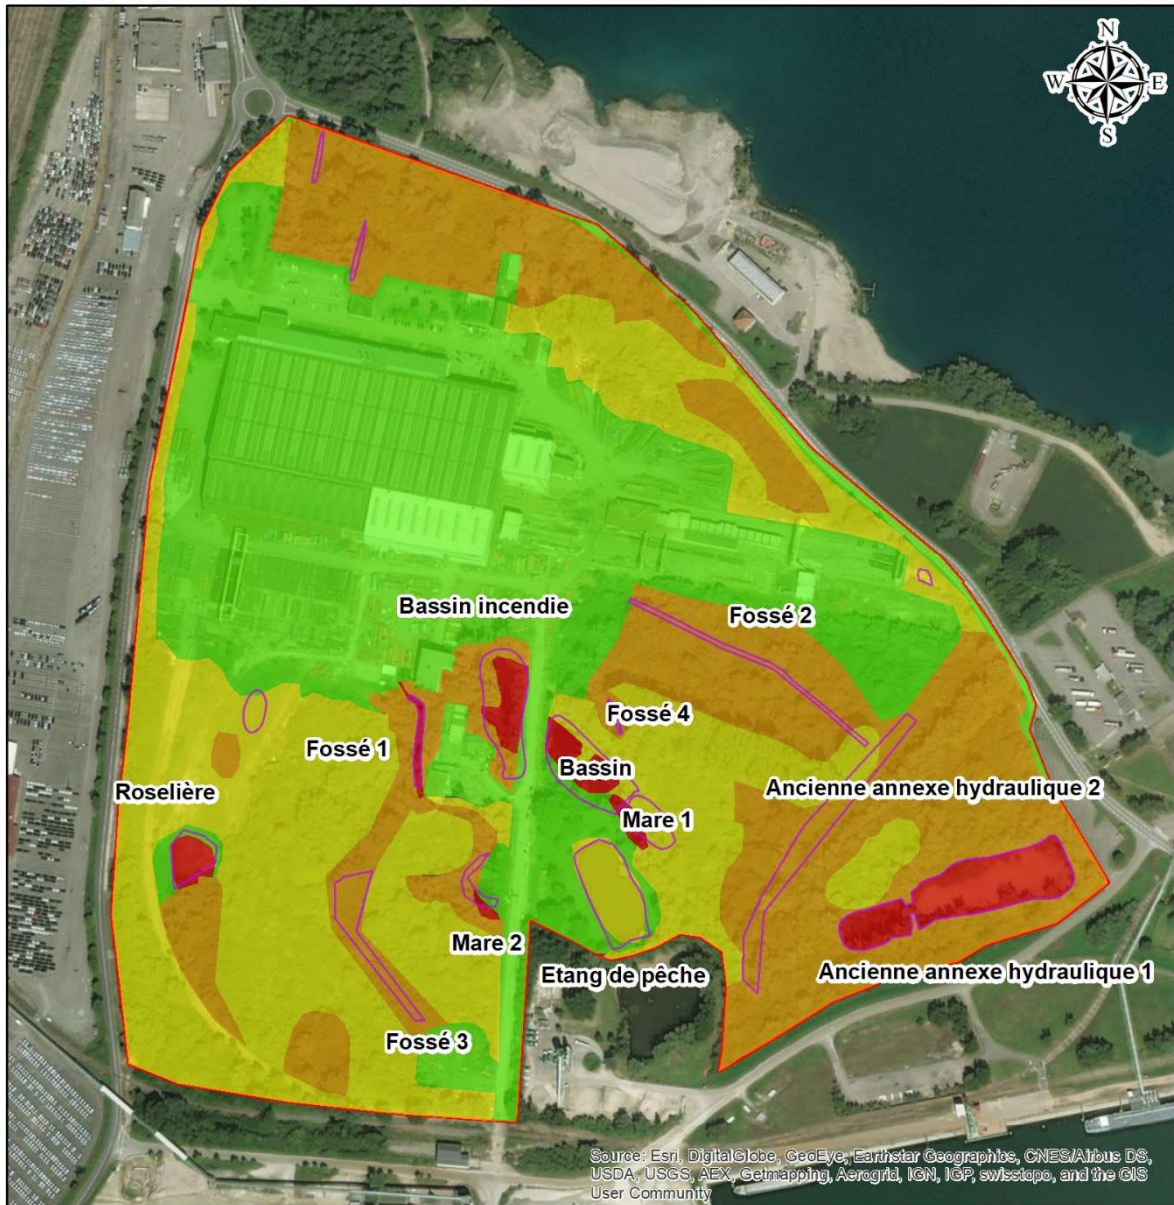 N
W E
S
Bassin incendie
Fossé 2
Fossé 4
Fossé 1
Bassin
Roselière
Ancienne annexe hydraulique 2
Mare 1
Mare 2
Etang de pêche
Ancienne annexe hydraulique 1
Fossé 3
Source: Esri, DigitalGlobe, GeoEye, Earthstar Geographics, CNES/Airbus DS,
USDA, USGS, AEX, Getmapping, Aerogrid, IGN, IGP, swisstopo, and the GIS
User Community